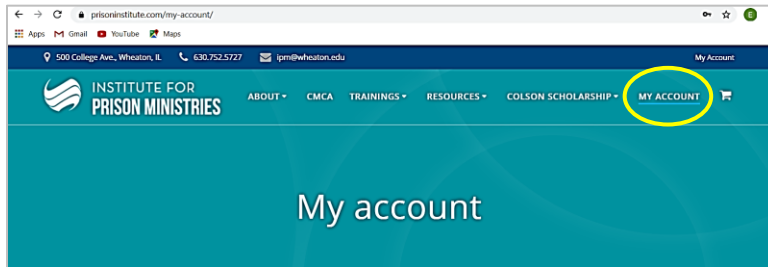 prisoninstitute.com/my-account/
E
Apps Gmail YouTube Maps
500 College Ave., Wheaton, IL 630.752.5727 ipm@wheaton.edu My Account
INSTITUTE FOR
PRISON MINISTRIES
ABOUT CMCA TRAININGS RESOURCES COLSON SCHOLARSHIP MY ACCOUNT
My account